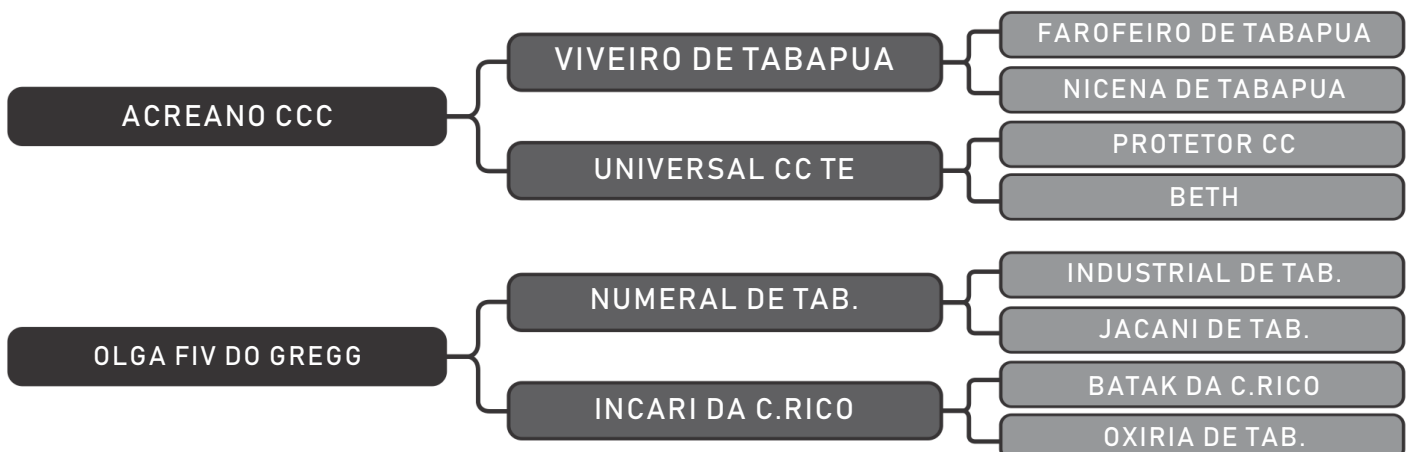 FAROFEIRO DE TABAPUA
VIVEIRO DE TABAPUA
NICENA DE TABAPUA
ACREANO CCC
PROTETOR CC
UNIVERSAL CC TE
BETH
INDUSTRIAL DE TAB.
NUMERAL DE TAB.
JACANI DE TAB.
OLGA FIV DO GREGG
BATAK DA C.RICO
INCARI DA C.RICO
OXIRIA DE TAB.